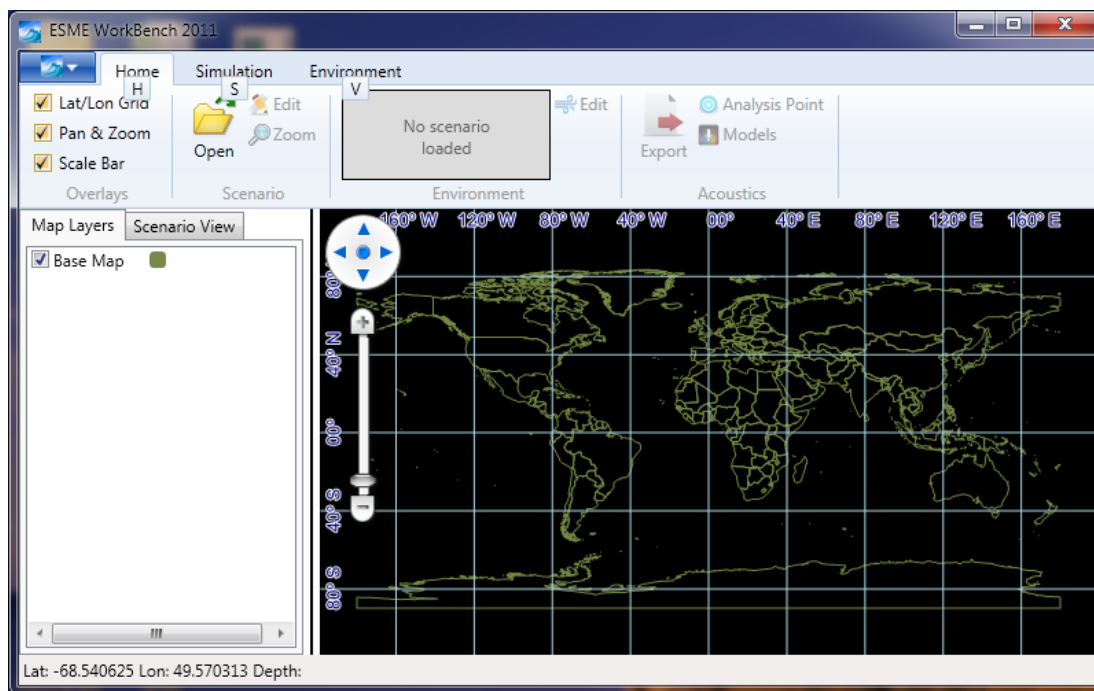 ESME WorkBench 2011
Home Simulation Environment
H S V
Lat/Lon Grid
Pan & Zoom
Scale Bar
Overlays
Open
Edit
Zoom
Scenario
No scenario
loaded
Edit
Environment
Export
Analysis Point
Models
Acoustics
Map Layers Scenario View
Base Map
160° W 120° W 80° W 40° W 00° 40° E 80° E 120° E 160° E
40° N
00°
40° S
80° S
Lat: -68.540625 Lon: 49.570313 Depth: